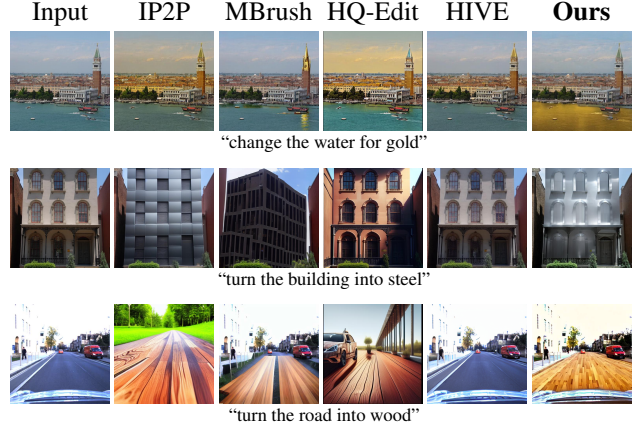 Input IP2P MBrush HQ-Edit HIVE Ours
“change the water for gold”
“turn the building into steel”
“turn the road into wood”